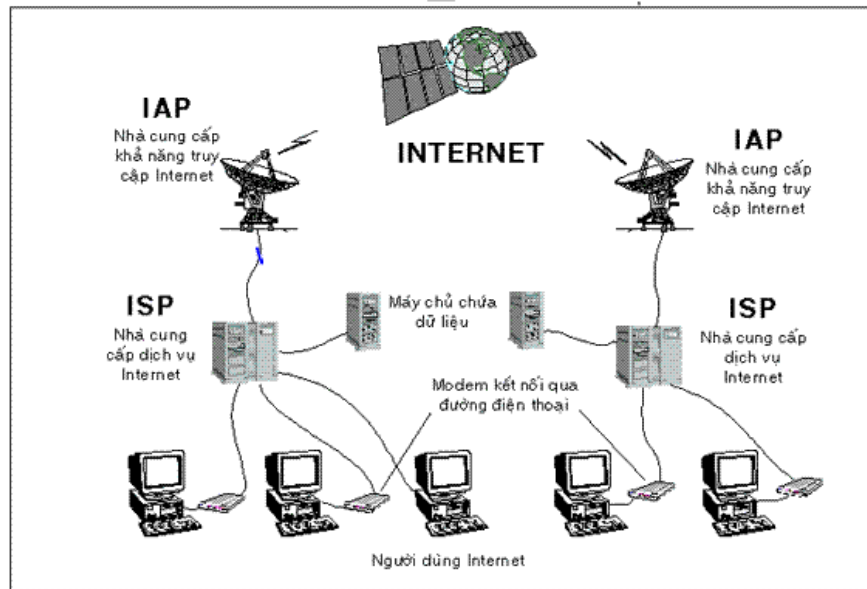 IAP
Nhà cung cấp
khả năng truy
cập Internet
INTERNET
IAP
Nhà cung cấp
khả năng truy
cập Internet
ISP
Nhà cung
cấp dịch vụ
Internet
Máy chủ chứa
dữ liệu
ISP
Nhà cung cấp
dịch vụ
Internet
Modem kết nối qua
đường điện thoại
Người dùng Internet